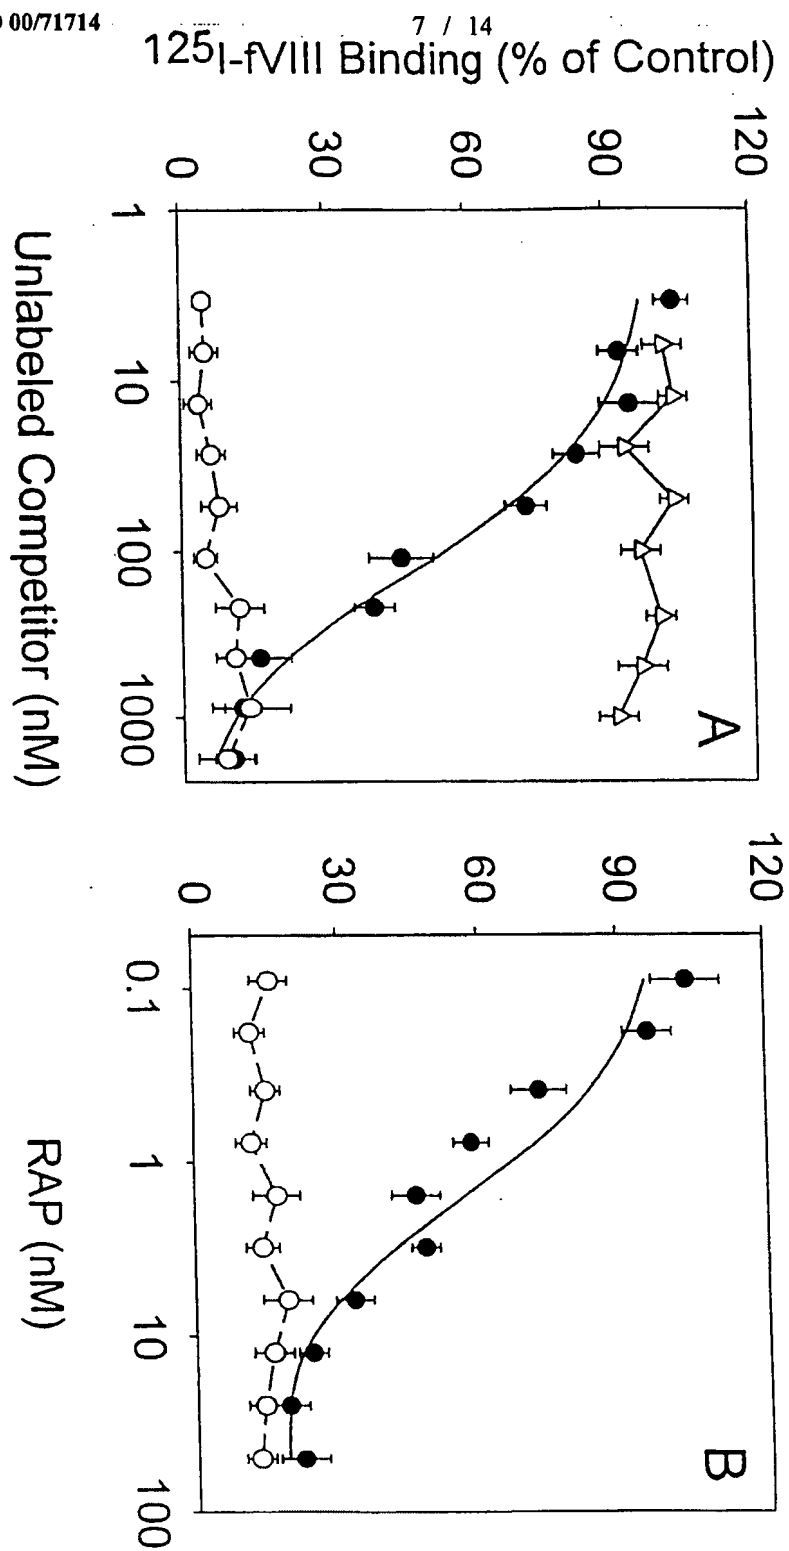 O 00/71714
7 / 14
125I-fVIII Binding (% of Control)
120
90
60
30
0
A
1
10
100
1000
Unlabeled Competitor (nM)
120
90
60
30
0
B
0.1
1
10
100
RAP (nM)